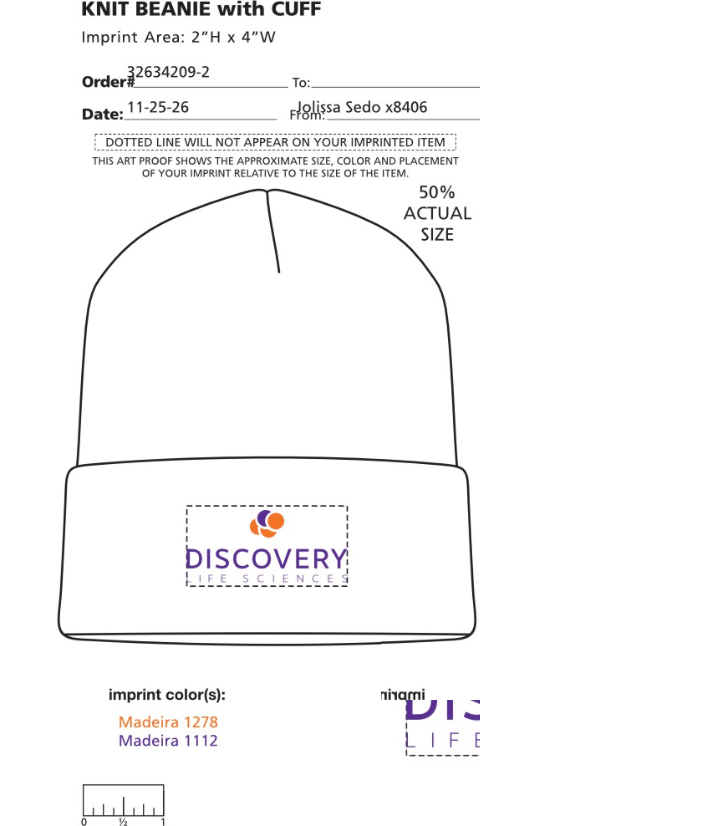 KNIT BEANIE with CUFF
Imprint Area: 2"H x 4"W
Order# 32634209-2 To:
Date: 11-25-26 From: Jolissa Sedo x8406
DOTTED LINE WILL NOT APPEAR ON YOUR IMPRINTED ITEM
THIS ART PROOF SHOWS THE APPROXIMATE SIZE, COLOR AND PLACEMENT
OF YOUR IMPRINT RELATIVE TO THE SIZE OF THE ITEM.
50%
ACTUAL
SIZE
DISCOVERY
LIFE SCIENCES
imprint color(s):
Madeira 1278
Madeira 1112
DIS
LIFE
0 ½ 1